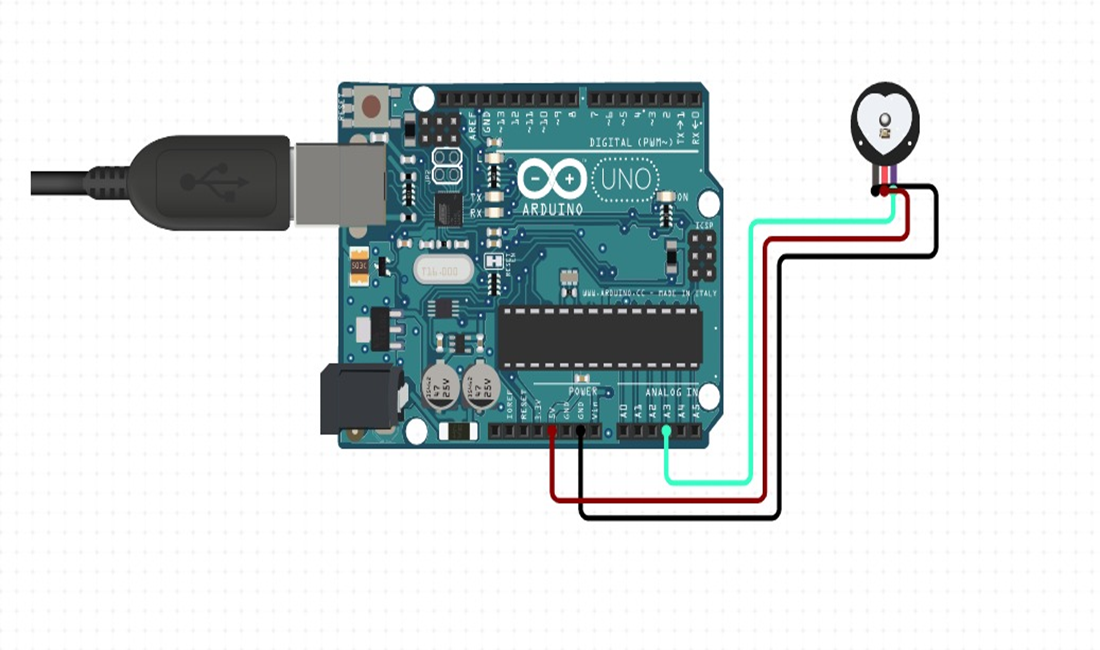 RESET
AREF
GND
~13
12
~11
~10
~9
8
7
~6
~5
4
~3
2
TX→1
RX←0
DIGITAL (PWM~)
TX
RX
UNO
ARDUINO
ON
ICSP
T16.000
RESET
EN
WWW.ARDUINO.CC - MADE IN ITALY
47
25V
47
25V
POWER
ANALOG IN
IOREF
RESET
3.3V
5V
GND
GND
Vin
A0
A1
A2
A3
A4
A5